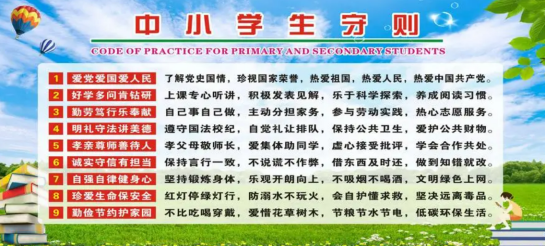 中小学生守则
CODE OF PRACTICE FOR PRIMARY AND SECONDARY STUDENTS
1 爱党爱国爱人民 了解党史国情，珍视国家荣誉，热爱祖国，热爱人民，热爱中国共产党。
2 好学多问肯钻研 上课专心听讲，积极发表见解，乐于科学探索，养成阅读习惯。
3 勤劳笃行乐奉献 自己事自己做，主动分担家务，参与劳动实践，热心志愿服务。
4 明礼守法讲美德 遵守国法校纪，自觉礼让排队，保持公共卫生，爱护公共财物。
5 孝亲尊师善待人 孝父母敬师长，爱集体助同学，虚心接受批评，学会合作共处。
6 诚实守信有担当 保持言行一致，不说谎不作弊，借东西及时还，做到知错就改。
7 自强自律健身心 坚持锻炼身体，乐观开朗向上，不吸烟不喝酒，文明绿色上网。
8 珍爱生命保安全 红灯停绿灯行，防溺水不玩火，会自护懂求救，坚决远离毒品。
9 勤俭节约护家园 不比吃喝穿戴，爱惜花草树木，节粮节水节电，低碳环保生活。